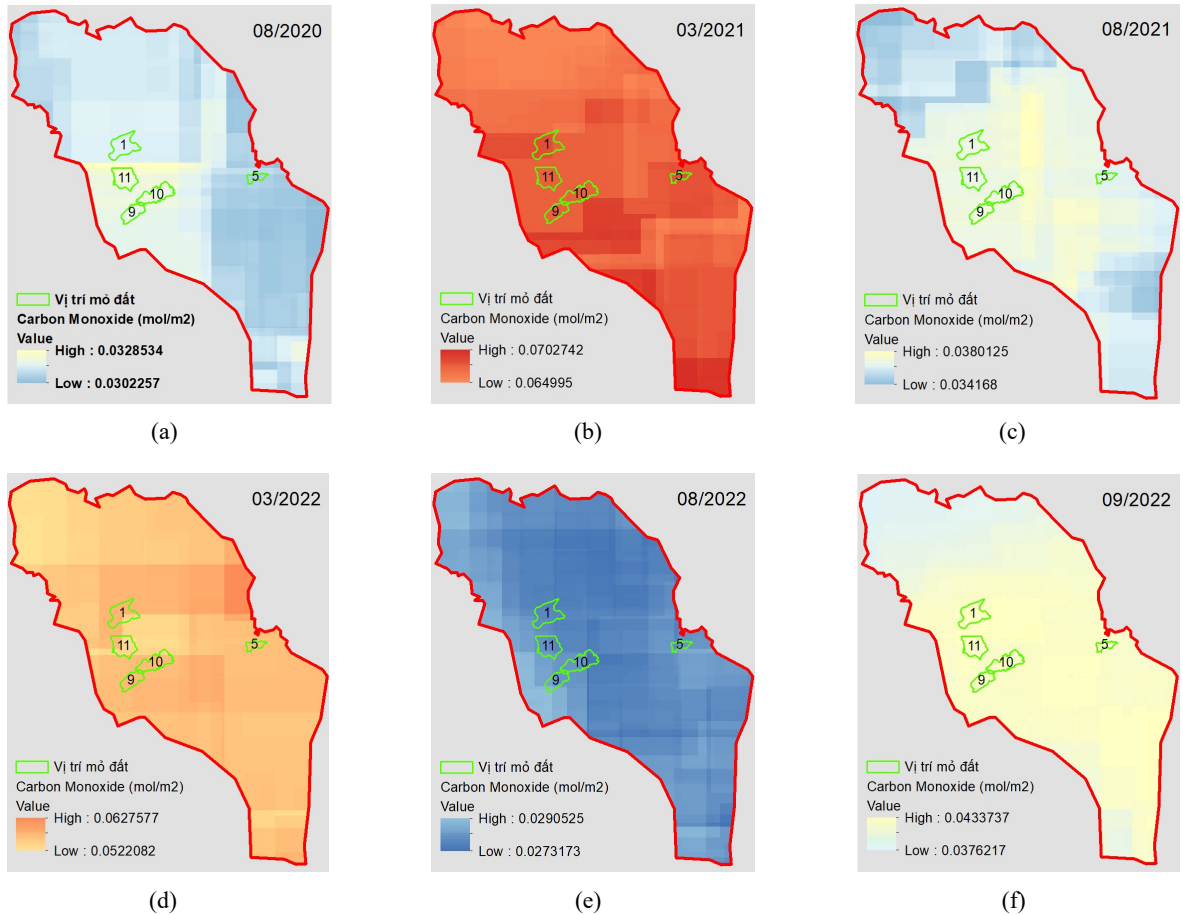 08/2020
1
11
10
5
9
Vị trí mỏ đất
Carbon Monoxide (mol/m2)
Value
High : 0.0328534
Low : 0.0302257
(a)
03/2021
1
11
10
5
9
Vị trí mỏ đất
Carbon Monoxide (mol/m2)
Value
High : 0.0702742
Low : 0.064995
(b)
08/2021
1
11
10
5
9
Vị trí mỏ đất
Carbon Monoxide (mol/m2)
Value
High : 0.0380125
Low : 0.034168
(c)
03/2022
1
11
10
5
9
Vị trí mỏ đất
Carbon Monoxide (mol/m2)
Value
High : 0.0627577
Low : 0.0522082
(d)
08/2022
1
11
10
5
9
Vị trí mỏ đất
Carbon Monoxide (mol/m2)
Value
High : 0.0290525
Low : 0.0273173
(e)
09/2022
1
11
10
5
9
Vị trí mỏ đất
Carbon Monoxide (mol/m2)
Value
High : 0.0433737
Low : 0.0376217
(f)